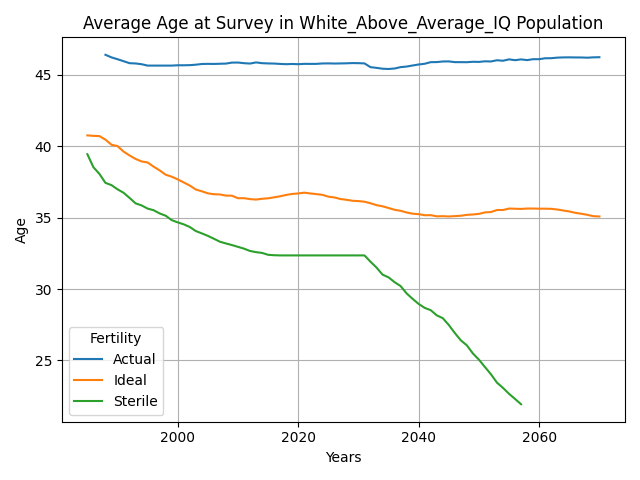 Average Age at Survey in White_Above_Average_IQ Population
Age
45
40
35
30
25
Fertility
Actual
Ideal
Sterile
2000 2020 2040 2060
Years